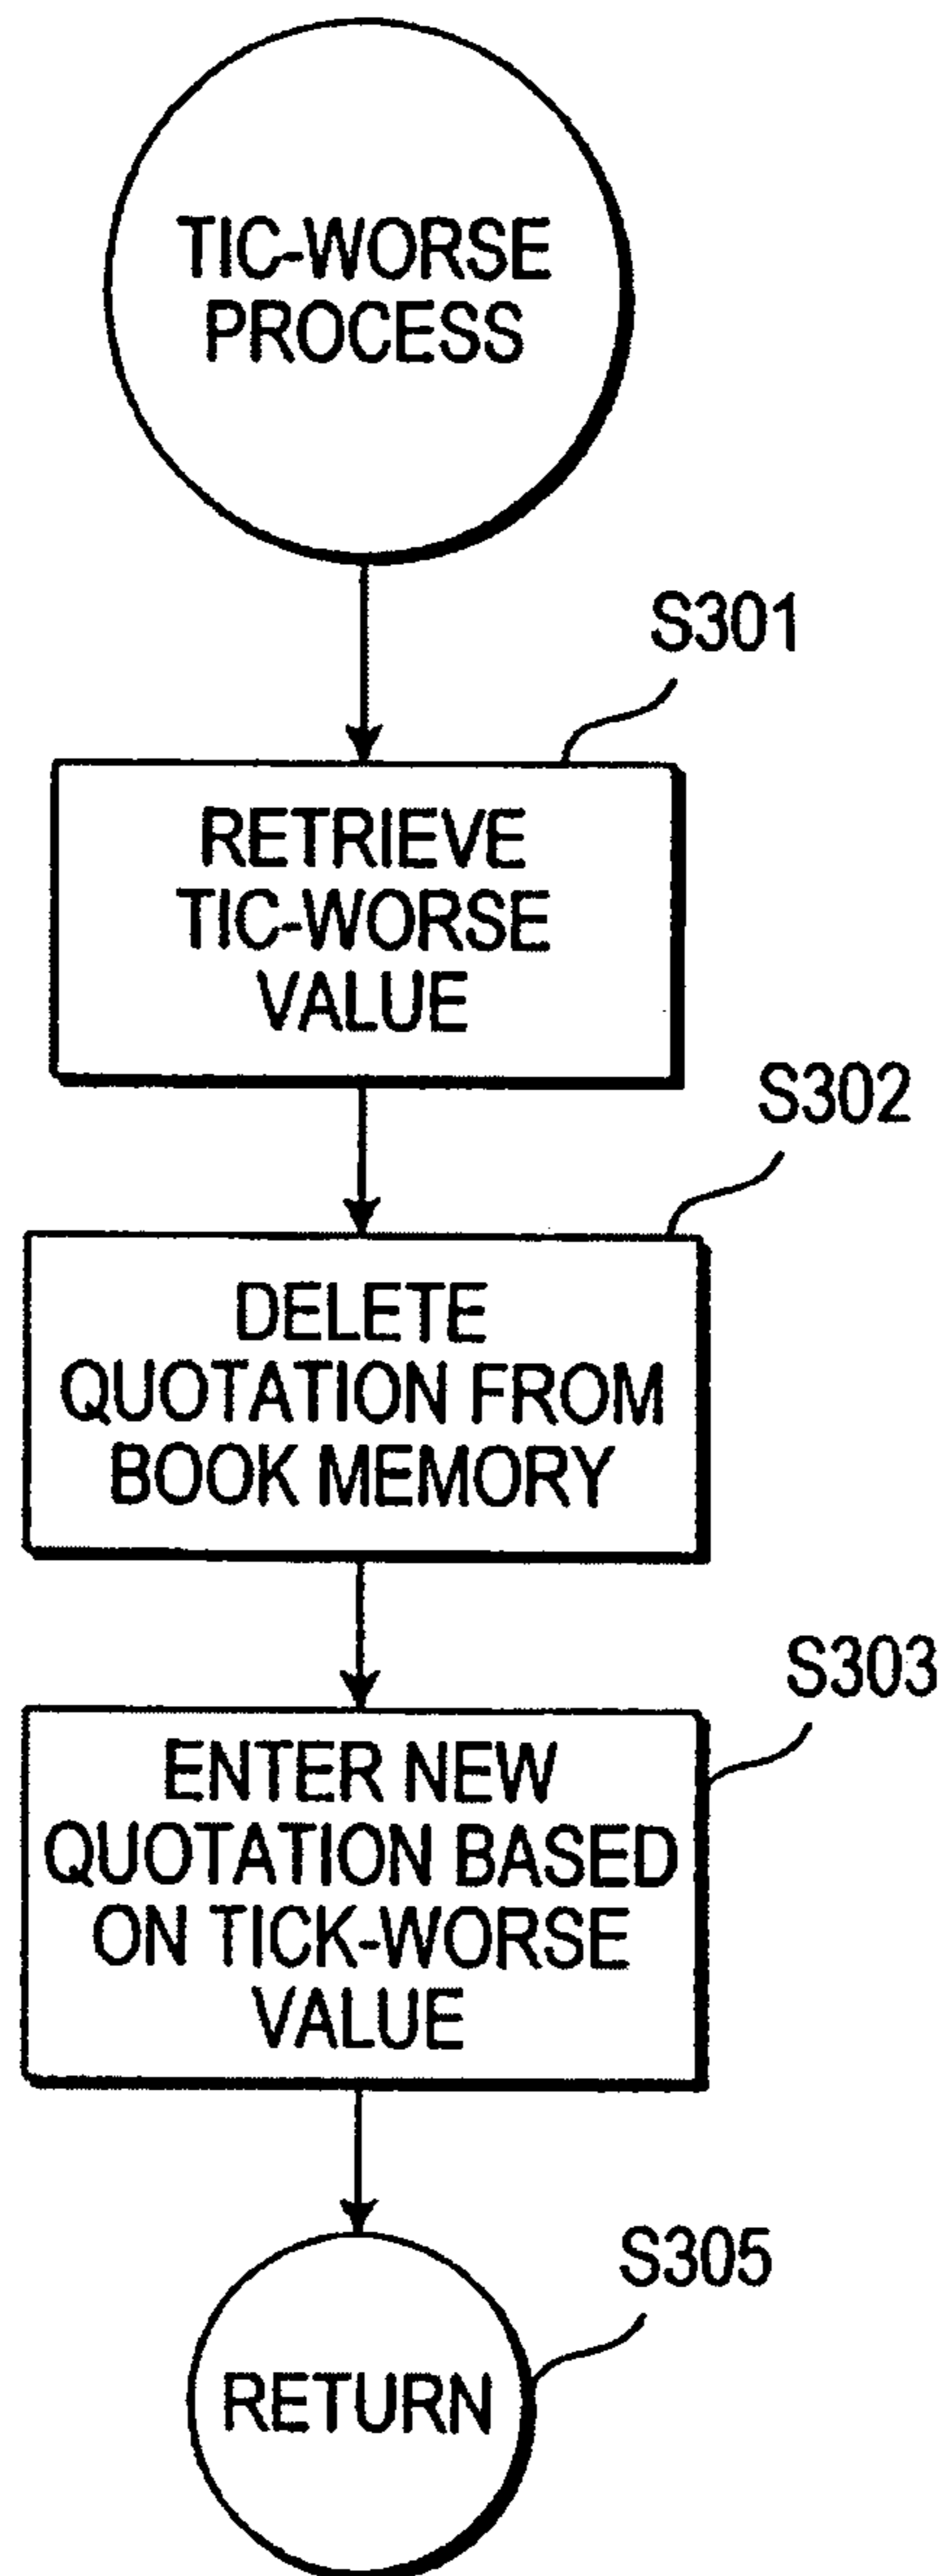 TIC-WORSE
PROCESS
S301
RETRIEVE
TIC-WORSE
VALUE
S302
DELETE
QUOTATION FROM
BOOK MEMORY
S303
ENTER NEW
QUOTATION BASED
ON TICK-WORSE
VALUE
S305
RETURN